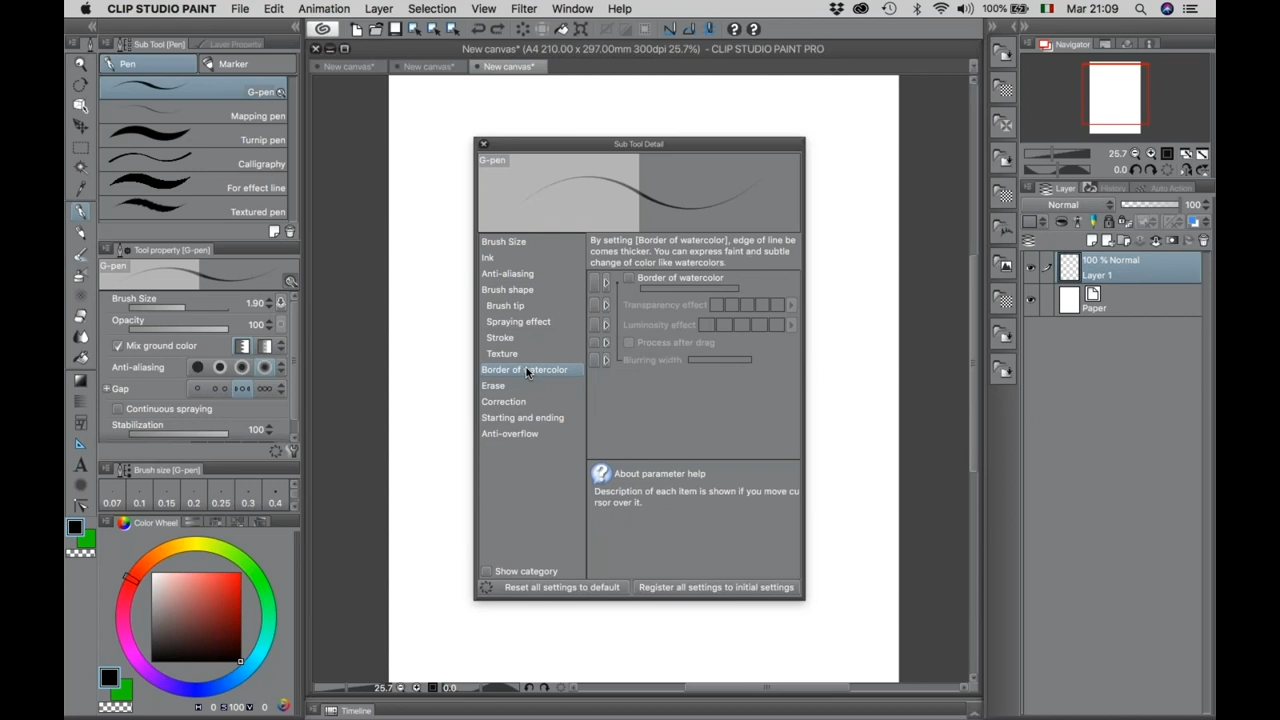 CLIP STUDIO PAINT File Edit Animation Layer Selection View Filter Window Help 100% Mar 21:09
Sub Tool [Pen] Layer Property
New canvas* (A4 210.00 x 297.00mm 300dpi 25.7%) - CLIP STUDIO PAINT PRO
Navigator
Pen Marker
New canvas* New canvas* New canvas*
G-pen
Mapping pen
Turnip pen
Calligraphy
For effect line
Textured pen
Tool property [G-pen]
G-pen
Brush Size 1.90
Opacity 100
Mix ground color
Anti-aliasing
Gap
Continuous spraying
Stabilization 100
Brush size [G-pen]
0.07 0.1 0.15 0.2 0.25 0.3 0.4
Color Wheel
H 0 S 100 V 0
Sub Tool Detail
G-pen
Brush Size
Ink
Anti-aliasing
Brush shape
Brush tip
Spraying effect
Stroke
Texture
Border of watercolor
Erase
Correction
Starting and ending
Anti-overflow
Show category
By setting [Border of watercolor], edge of line be
comes thicker. You can express faint and subtle
change of color like watercolors.
Border of watercolor
Transparency effect
Luminosity effect
Process after drag
Blurring width
About parameter help
Description of each item is shown if you move cu
rsor over it.
Reset all settings to default Register all settings to initial settings
25.7 0.0
Timeline
25.7
0.0
Layer History Auto Action
Normal 100
100 % Normal
Layer 1
Paper